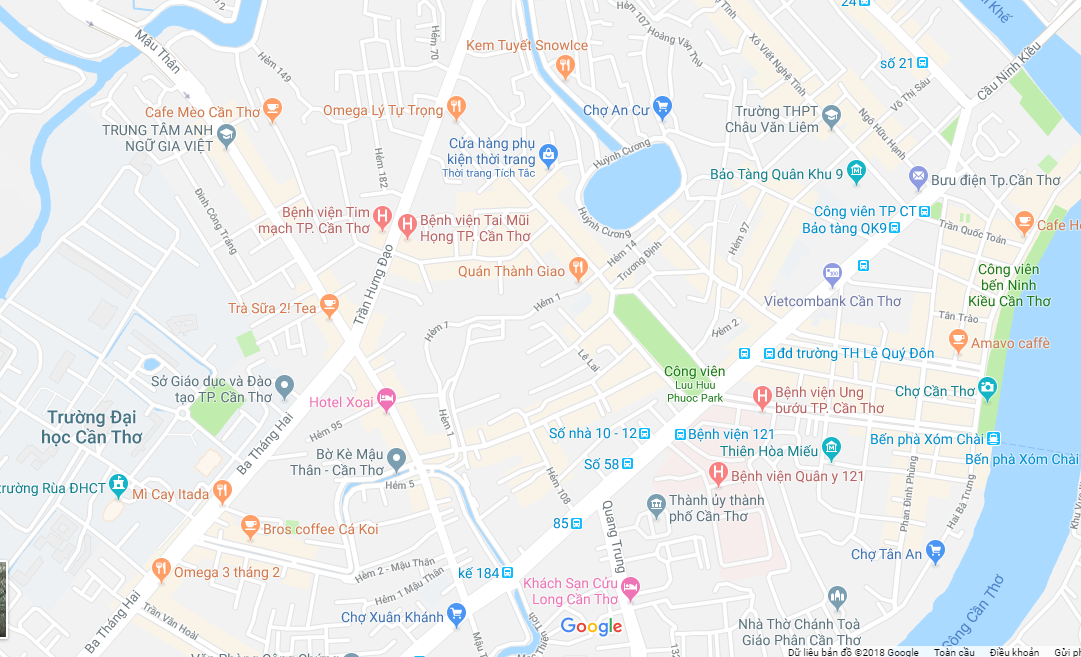 24
Khế
Hẻm 107
Tĩnh
Hoàng Văn Thụ
Xô Viết Nghệ Tĩnh
Mậu Thân
Hẻm 70
Kem Tuyết SnowIce
số 21
Cầu Ninh Kiều
Hẻm 149
Võ Thị Sáu
Cafe Mèo Cần Thơ
Omega Lý Tự Trọng
Chợ An Cư
Trường THPT
Châu Văn Liêm
Ngô Hữu Hạnh
TRUNG TÂM ANH
NGỮ GIA VIỆT
Cửa hàng phụ
kiện thời trang
Thời trang Tích Tắc
Huỳnh Cương
Hẻm 182
Bảo Tàng Quân Khu 9
Bưu điện Tp.Cần Thơ
Đinh Công Tráng
Bệnh viện Tim
mạch TP. Cần Thơ
Bệnh viện Tai Mũi
Họng TP. Cần Thơ
Huỳnh Cương
Hẻm 14
Trương Định
Hẻm 97
Công viên TP CT
Bảo tàng QK9
Trần Quốc Toản
Cafe
Trần Hưng Đạo
Quán Thành Giao
Vietcombank Cần Thơ
Công viên
bến Ninh
Kiều Cần Thơ
Trà Sữa 2! Tea
Hẻm 1
Hẻm 1
Hẻm 2
Tân Trào
Amavo caffè
Lê Lai
đd trường TH Lê Quý Đôn
Công viên
Lưu Hưu
Phuoc Park
Sở Giáo dục và Đào
tạo TP. Cần Thơ
Hotel Xoai
Bệnh viện Ung
bướu TP. Cần Thơ
Chợ Cần Thơ
Trường Đại
học Cần Thơ
Ba Tháng Hai
Hẻm 95
Hẻm 1
Số nhà 10 - 12
Bệnh viện 121
Thiên Hòa Miếu
Bến phà Xóm Chài
Bến phà Xóm Chài
Bờ Kè Mậu
Thân - Cần Thơ
Số 58
Bệnh viện Quân y 121
trường Rùa ĐHCT
Mì Cay Itada
Hẻm 5
Hẻm 108
Thành ủy thành
phố Cần Thơ
Quang Trung
Phan Đình Phùng
Hai Bà Trưng
Khu
Bros coffee Cá Koi
85
Chợ Tân An
Omega 3 tháng 2
Hẻm 2 - Mậu Thân
kế 184
Khách Sạn Cửu
Long Cần Thơ
Hẻm 1 Mậu Thân
Ba Tháng Hai
Trần Văn Hoài
Chợ Xuân Khánh
Google
Nhà Thờ Chánh Toà
Giáo Phân Cần Thơ
Công Cần Thơ
Mậu
132
Dữ liệu bản đồ ©2018 Google
Toàn cầu
Điều khoản
Gửi